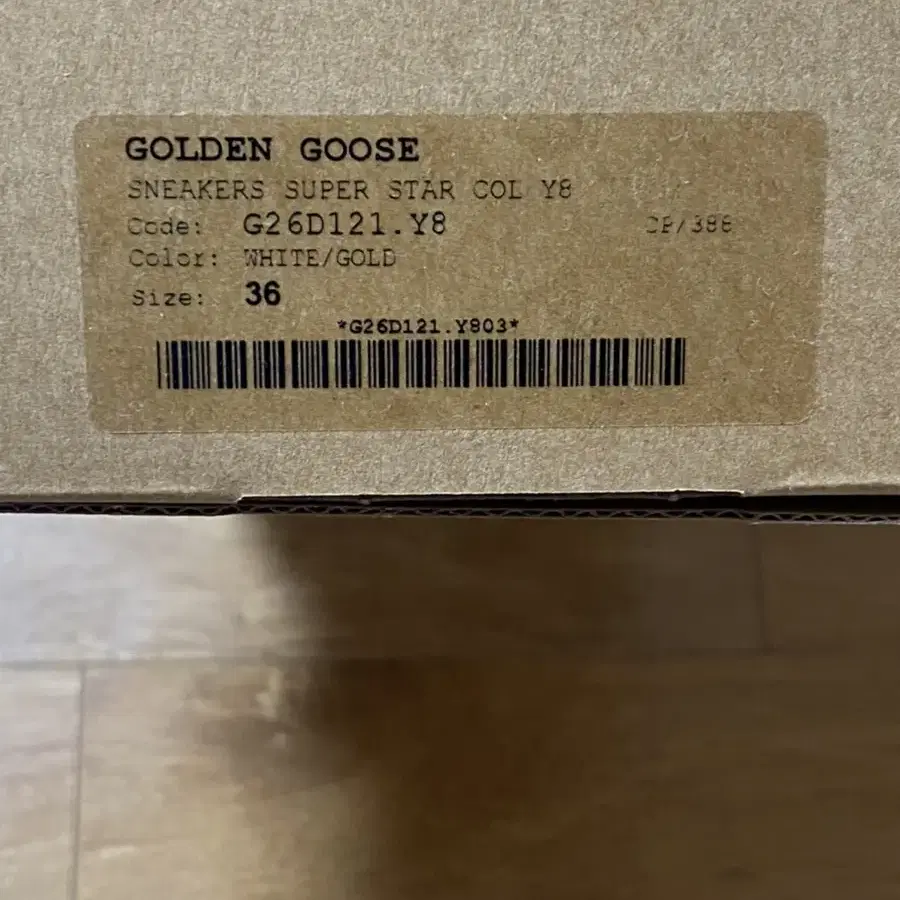 GOLDEN GOOSE
SNEAKERS SUPER STAR COL Y8
Code: G26D121.Y8 CP/388
Color: WHITE/GOLD
Size: 36
*G26D121.Y803*